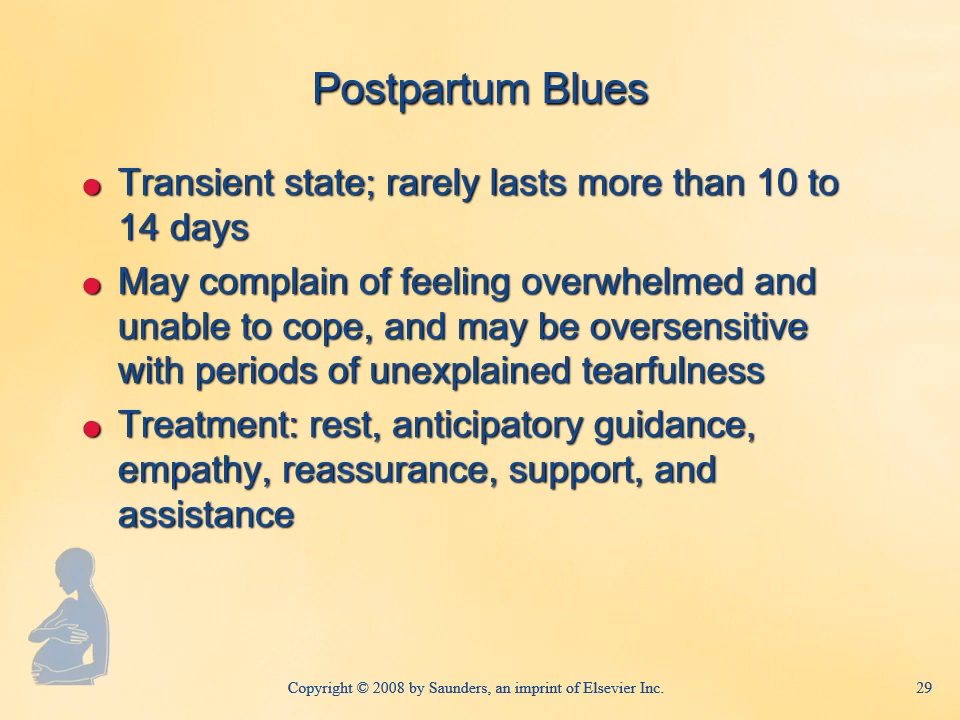 Postpartum Blues
Transient state; rarely lasts more than 10 to
14 days
May complain of feeling overwhelmed and
unable to cope, and may be oversensitive
with periods of unexplained tearfulness
Treatment: rest, anticipatory guidance,
empathy, reassurance, support, and
assistance
Copyright © 2008 by Saunders, an imprint of Elsevier Inc.
29